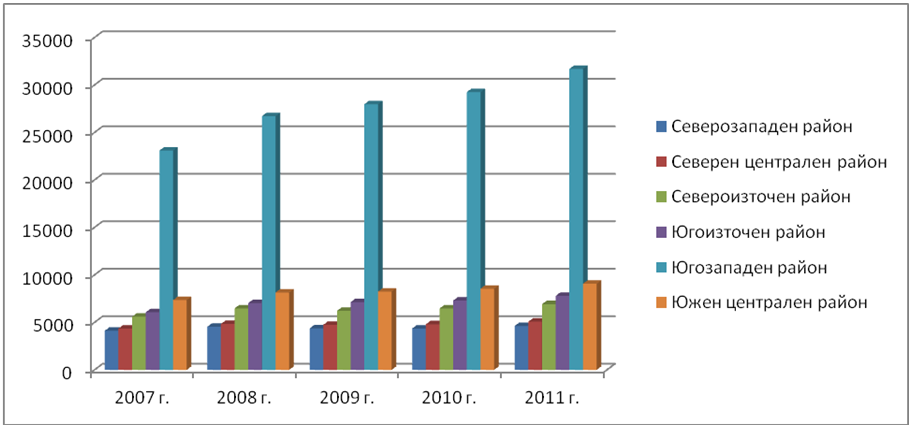 35000
30000
25000
20000
15000
10000
5000
0
2007 г.
2008 г.
2009 г.
2010 г.
2011 г.
Северозападен район
Северен централен район
Североизточен район
Югоизточен район
Югозападен район
Южен централен район